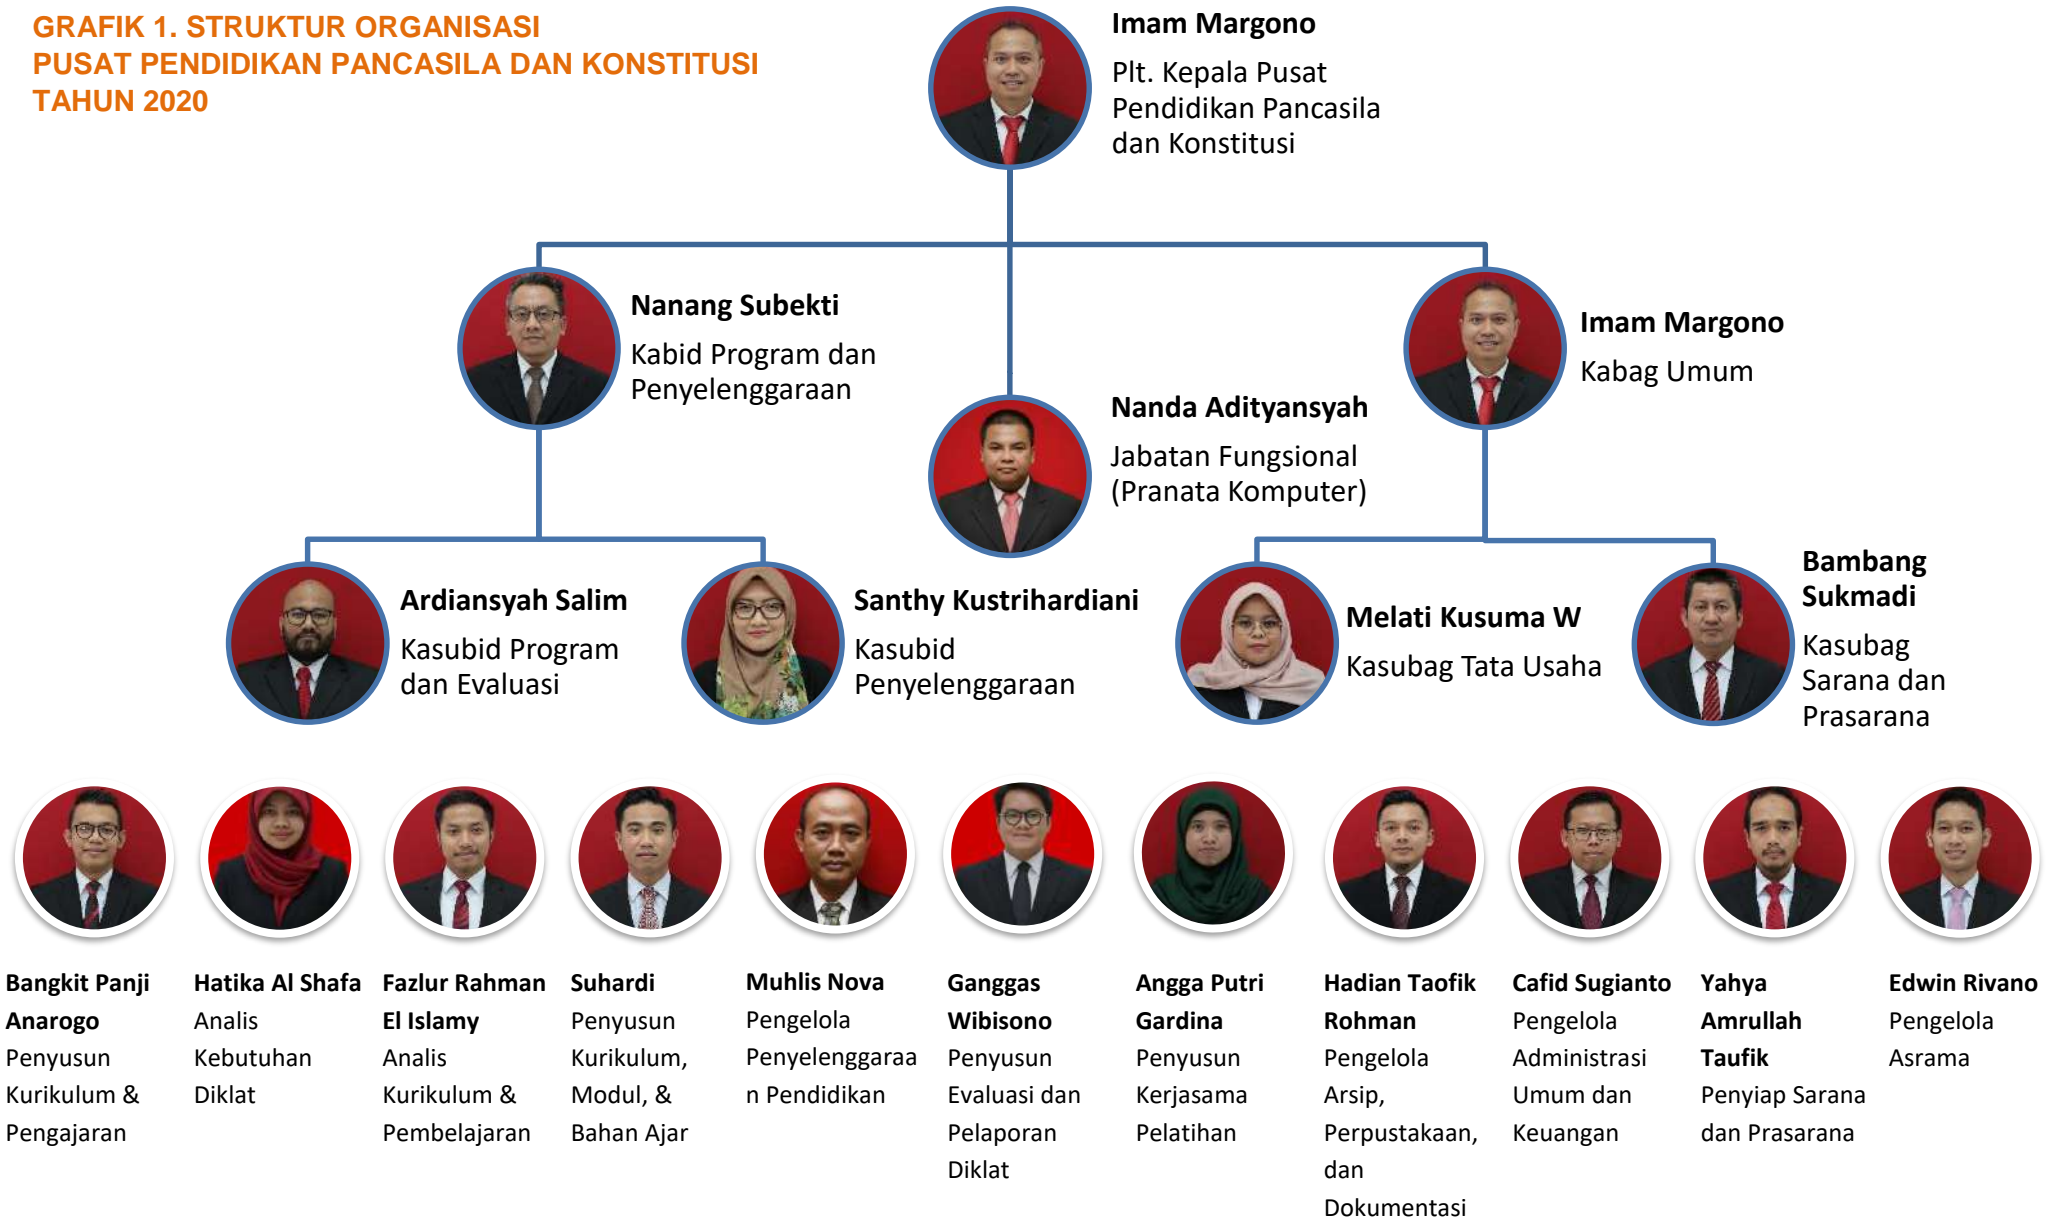 GRAFIK 1. STRUKTUR ORGANISASI
PUSAT PENDIDIKAN PANCASILA DAN KONSTITUSI
TAHUN 2020
Imam Margono
Plt. Kepala Pusat
Pendidikan Pancasila
dan Konstitusi
Nanang Subekti
Kabid Program dan
Penyelenggaraan
Nanda Adityansyah
Jabatan Fungsional
(Pranata Komputer)
Imam Margono
Kabag Umum
Ardiansyah Salim
Kasubid Program
dan Evaluasi
Santhy Kustrihardiani
Kasubid
Penyelenggaraan
Melati Kusuma W
Kasubag Tata Usaha
Bambang
Sukmadi
Kasubag
Sarana dan
Prasarana
Bangkit Panji
Anarogo
Penyusun
Kurikulum &
Pengajaran
Hatika Al Shafa
Analis
Kebutuhan
Diklat
Fazlur Rahman
El Islamy
Analis
Kurikulum &
Pembelajaran
Suhardi
Penyusun
Kurikulum,
Modul, &
Bahan Ajar
Muhlis Nova
Pengelola
Penyelenggaraa
n Pendidikan
Ganggas
Wibisono
Penyusun
Evaluasi dan
Pelaporan
Diklat
Angga Putri
Gardina
Penyusun
Kerjasama
Pelatihan
Hadian Taofik
Rohman
Pengelola
Arsip,
Perpustakaan,
dan
Dokumentasi
Cafid Sugianto
Pengelola
Administrasi
Umum dan
Keuangan
Yahya
Amrullah
Taufik
Penyiap Sarana
dan Prasarana
Edwin Rivano
Pengelola
Asrama